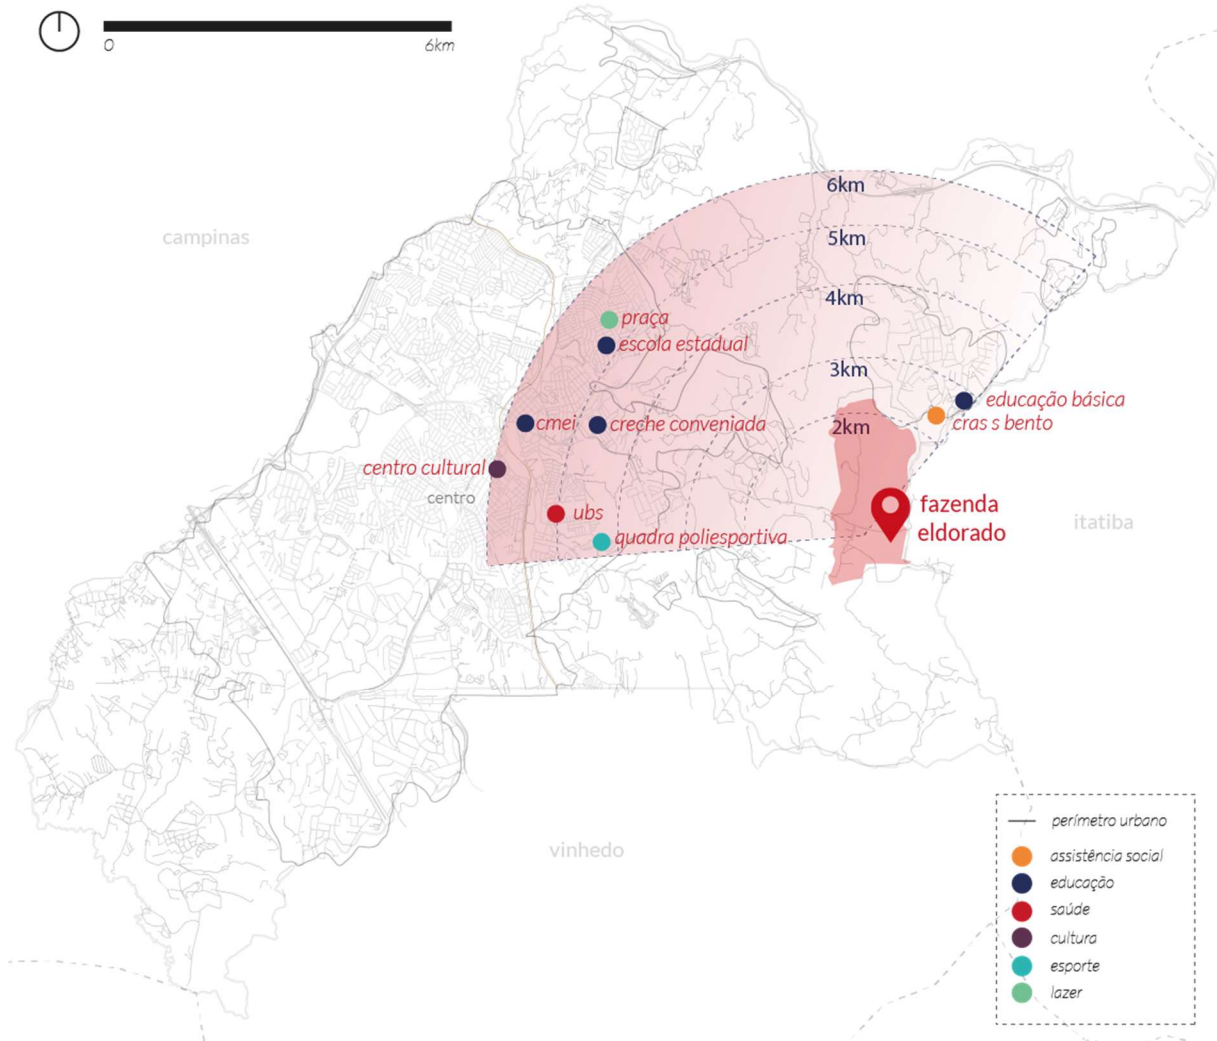 0
6km
campinas
6km
5km
4km
praça
escola estadual
3km
educação básica
cmei
creche conveniada
2km
cras s bento
centro cultural
centro
ubs
fazenda
eldorado
quadra poliesportiva
itatiba
vinhedo
perímetro urbano
assistência social
educação
saúde
cultura
esporte
lazer